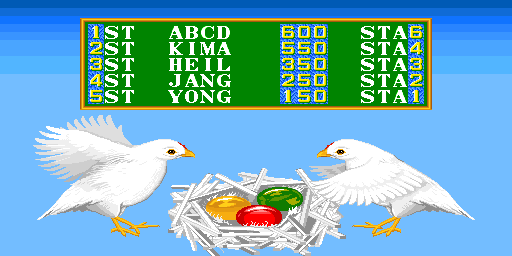 1ST ABCD 600 STA6
2ST KIMA 550 STA4
3ST HEIL 350 STA3
4ST JANG 250 STA2
5ST YONG 150 STA1